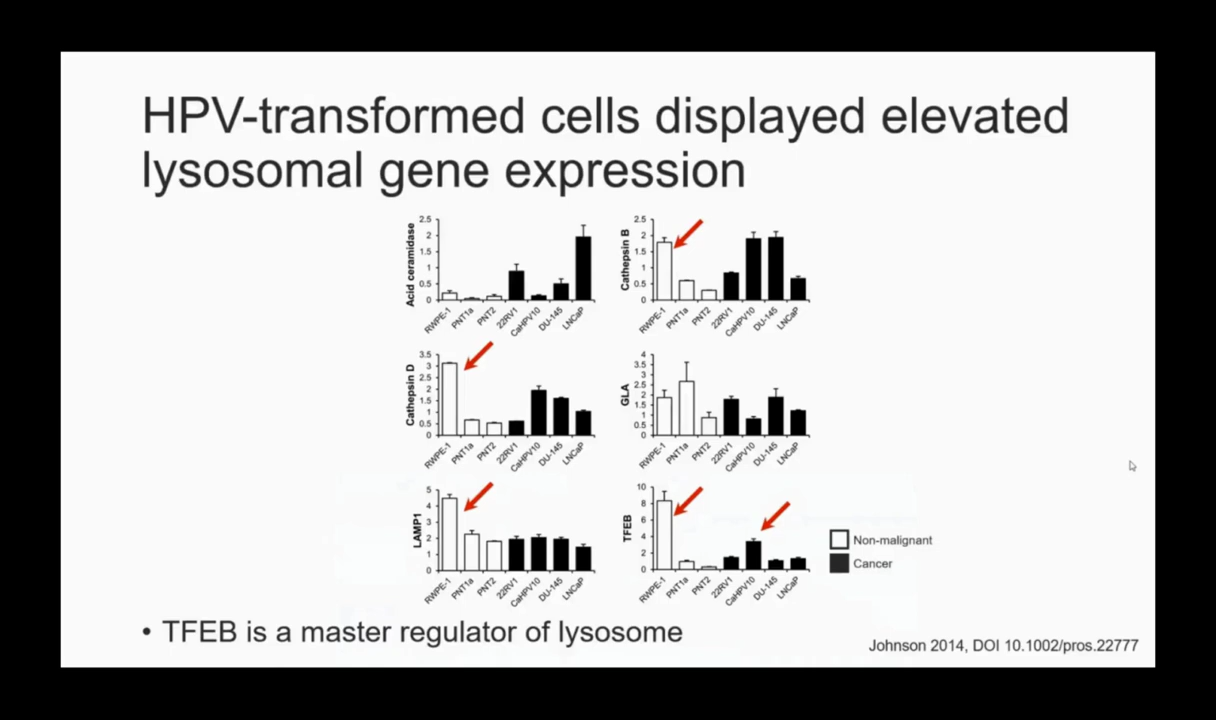 HPV-transformed cells displayed elevated
lysosomal gene expression
Acid ceramidase
2.5
2
1.5
1
0.5
0
RWPE-1 PNT1a PNT2 22RV1 CaHPV10 DU-145 LNCaP
Cathepsin B
2.5
2
1.5
1
0.5
0
RWPE-1 PNT1a PNT2 22RV1 CaHPV10 DU-145 LNCaP
Cathepsin D
3.5
3
2.5
2
1.5
1
0.5
0
RWPE-1 PNT1a PNT2 22RV1 CaHPV10 DU-145 LNCaP
GLA
4
3.5
3
2.5
2
1.5
1
0.5
0
RWPE-1 PNT1a PNT2 22RV1 CaHPV10 DU-145 LNCaP
LAMP1
5
4
3
2
1
0
RWPE-1 PNT1a PNT2 22RV1 CaHPV10 DU-145 LNCaP
TFEB
10
8
6
4
2
0
RWPE-1 PNT1a PNT2 22RV1 CaHPV10 DU-145 LNCaP
Non-malignant
Cancer
• TFEB is a master regulator of lysosome
Johnson 2014, DOI 10.1002/pros.22777